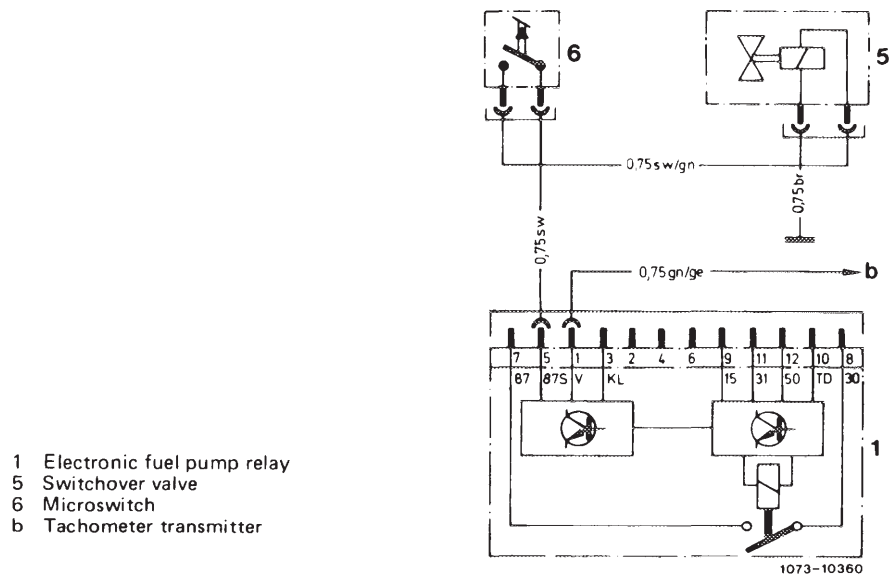 6
5
0,75 sw/gn
0,75 br
0,75 sw
0,75 gn/ge
b
7 5 1 3 2 4 6 9 11 12 10 8
87 87S V KL 15 31 50 TD 30
1
1 Electronic fuel pump relay
5 Switchover valve
6 Microswitch
b Tachometer transmitter
1073-10360